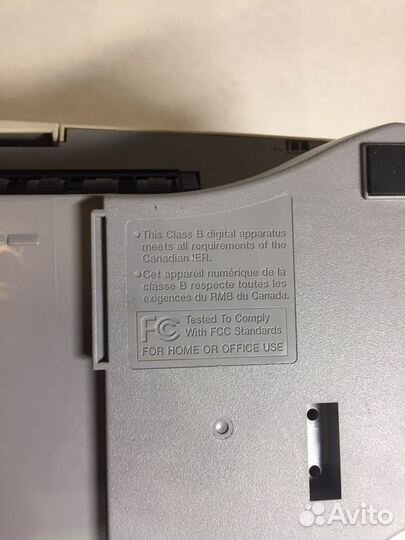 • This Class B digital apparatus
meets all requirements of the
Canadian IER.
• Cet appareil numérique de la
classe B respecte toutes les
exigences du RMB du Canada.
FC Tested To Comply
With FCC Standards
FOR HOME OR OFFICE USE
Avito